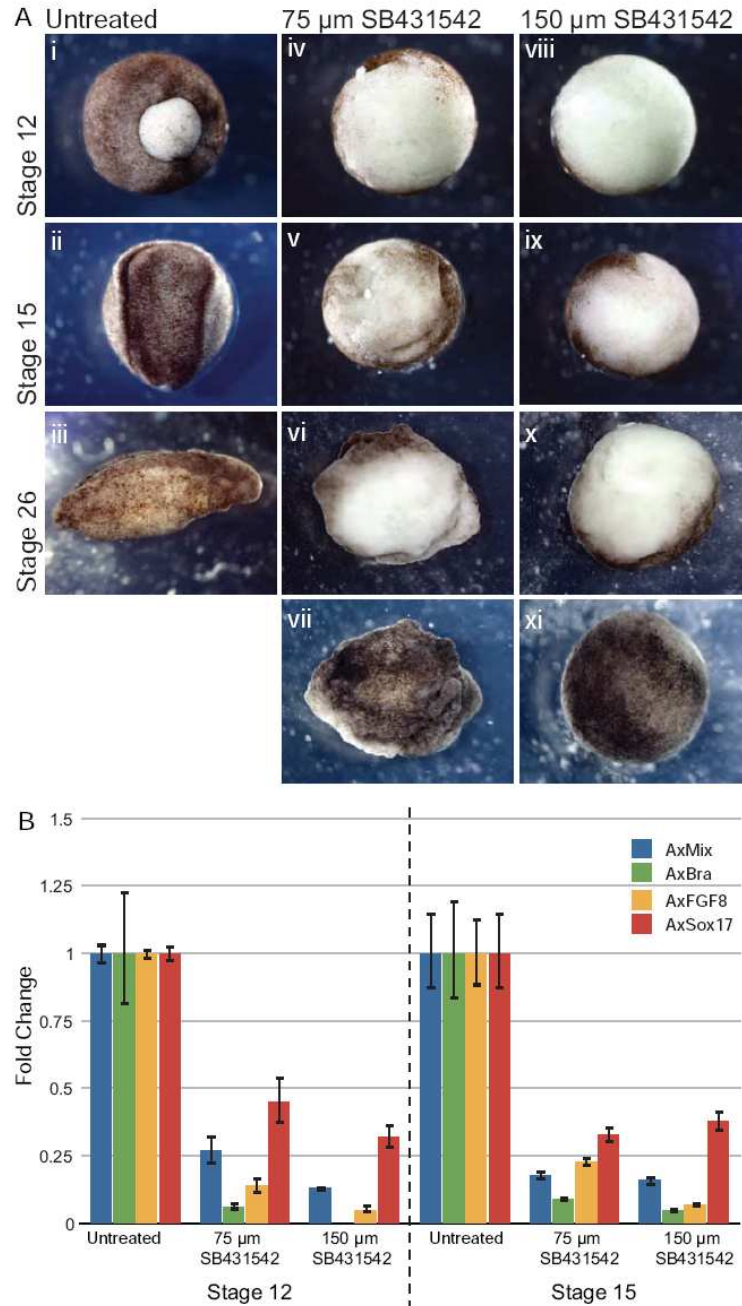 A
Untreated
75 µm SB431542
150 µm SB431542
Stage 12
i
iv
viii
Stage 15
ii
v
ix
Stage 26
iii
vi
x
vii
xi
B
Fold Change
1.5
1.25
1
0.75
0.5
0.25
0
AxMix
AxBra
AxFGF8
AxSox17
Untreated
75 µm
SB431542
150 µm
SB431542
Untreated
75 µm
SB431542
150 µm
SB431542
Stage 12
Stage 15